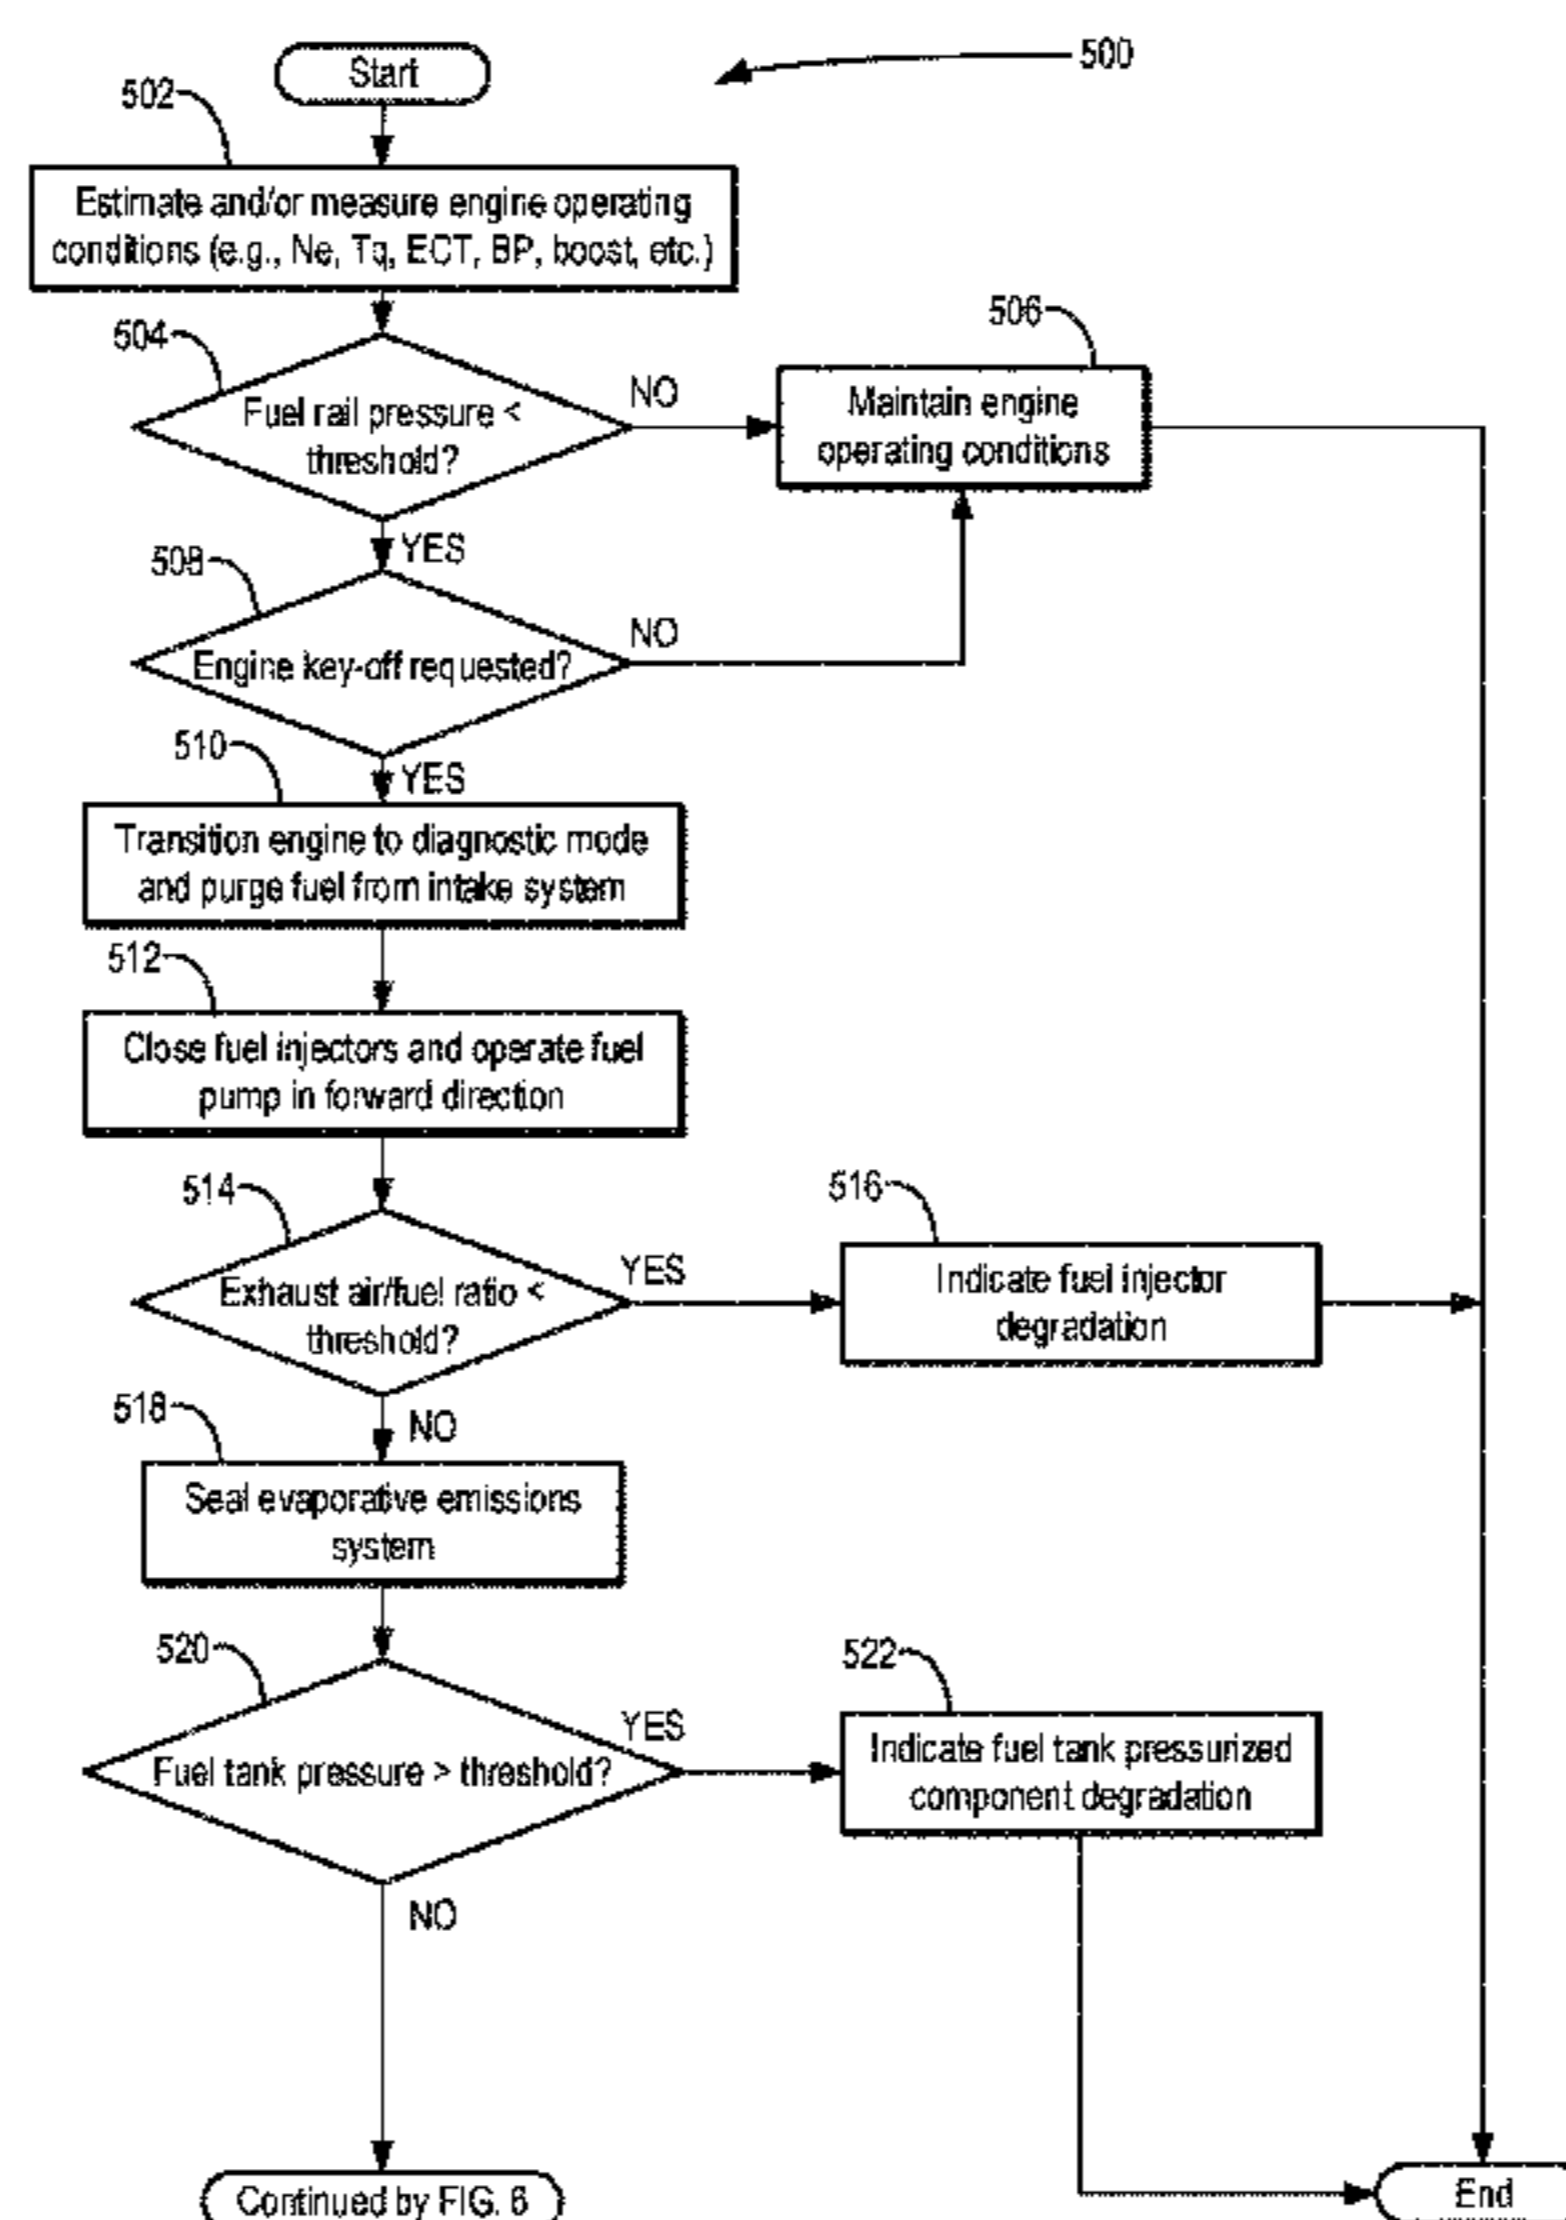 500
Start
502
Estimate and/or measure engine operating
conditions (e.g., Ne, Tq, ECT, BP, boost, etc.)
504
Fuel rail pressure <
threshold?
NO
506
Maintain engine
operating conditions
YES
508
Engine key-off requested?
NO
YES
510
Transition engine to diagnostic mode
and purge fuel from intake system
512
Close fuel injectors and operate fuel
pump in forward direction
514
Exhaust air/fuel ratio <
threshold?
YES
516
Indicate fuel injector
degradation
NO
518
Seal evaporative emissions
system
520
Fuel tank pressure > threshold?
YES
522
Indicate fuel tank pressurized
component degradation
NO
Continued by FIG. 6
End